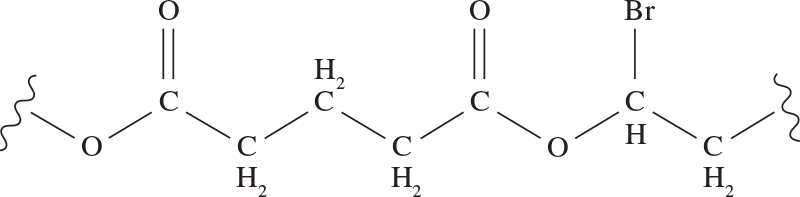 O O Br
H₂
C C C C
O C C O H C
H₂ H₂ H₂